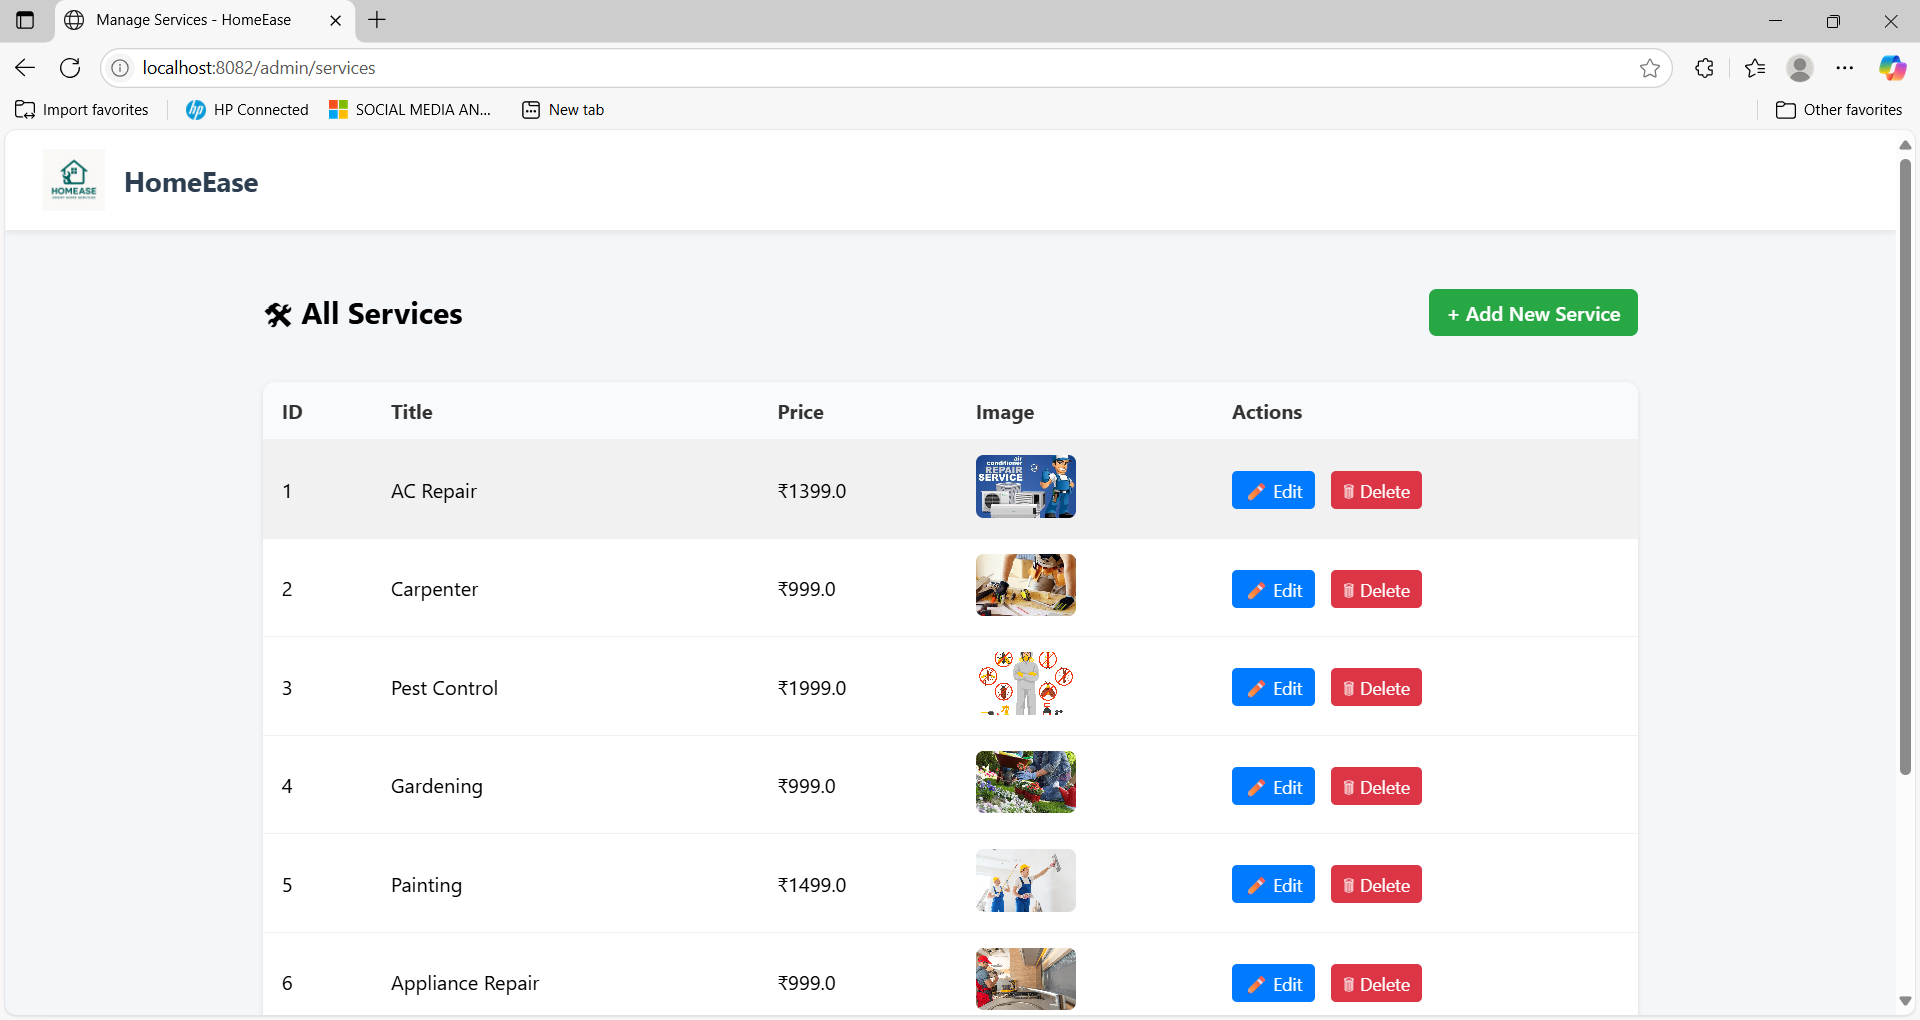 Manage Services - HomeEase
localhost:8082/admin/services
Import favorites
HP Connected
SOCIAL MEDIA AN...
New tab
Other favorites
HOMEASE
HomeEase
🛠 All Services
+ Add New Service
ID Title Price Image Actions
air
conditioner
REPAIR
SERVICE
1 AC Repair ₹1399.0 Edit Delete
2 Carpenter ₹999.0 Edit Delete
3 Pest Control ₹1999.0 Edit Delete
4 Gardening ₹999.0 Edit Delete
5 Painting ₹1499.0 Edit Delete
6 Appliance Repair ₹999.0 Edit Delete